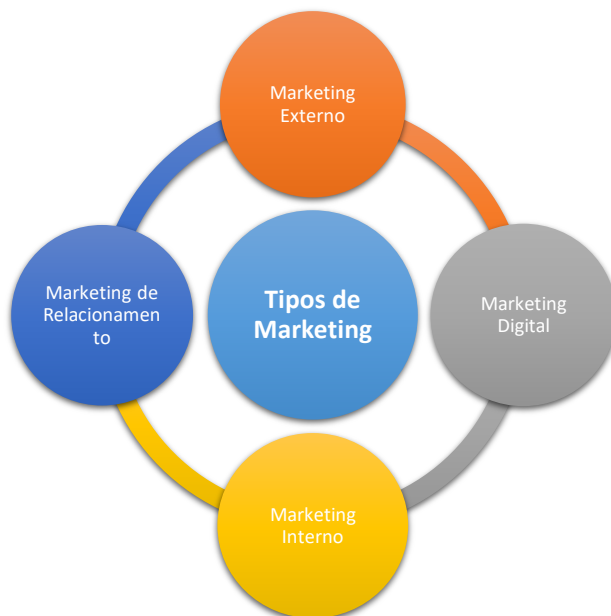 Marketing
Externo
Marketing de
Relacionamen
to
Tipos de
Marketing
Marketing
Digital
Marketing
Interno